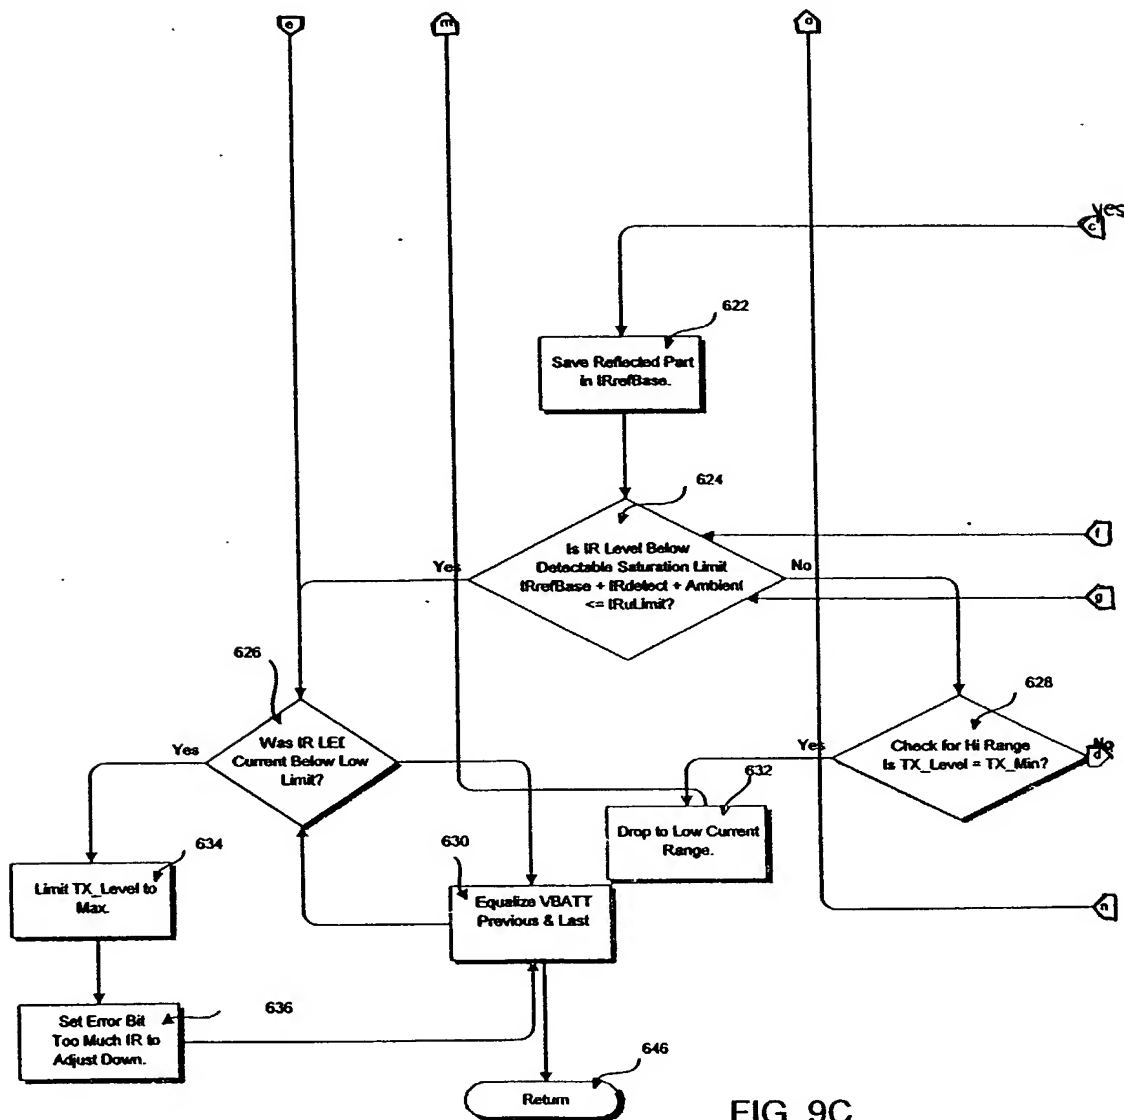 e
m
o
yes
c
622
Save Reflected Part
in IRrefBase.
624
Is IR Level Below
Detectable Saturation Limit
IRrefBase + IRdetect + Ambient
<= IRuLimit?
Yes
No
f
g
626
Was IR LED
Current Below Low
Limit?
Yes
628
Check for Hi Range
Is TX_Level = TX_Min?
Yes
No
d
632
Drop to Low Current
Range.
634
Limit TX_Level to
Max.
630
Equalize VBATT
Previous & Last
n
636
Set Error Bit
Too Much IR to
Adjust Down.
646
Return
FIG. 9C